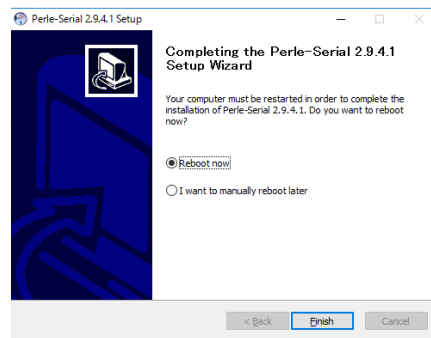 Perle-Serial 2.9.4.1 Setup
Completing the Perle-Serial 2.9.4.1
Setup Wizard
Your computer must be restarted in order to complete the
installation of Perle-Serial 2.9.4.1. Do you want to reboot
now?
Reboot now
I want to manually reboot later
< Back Finish Cancel